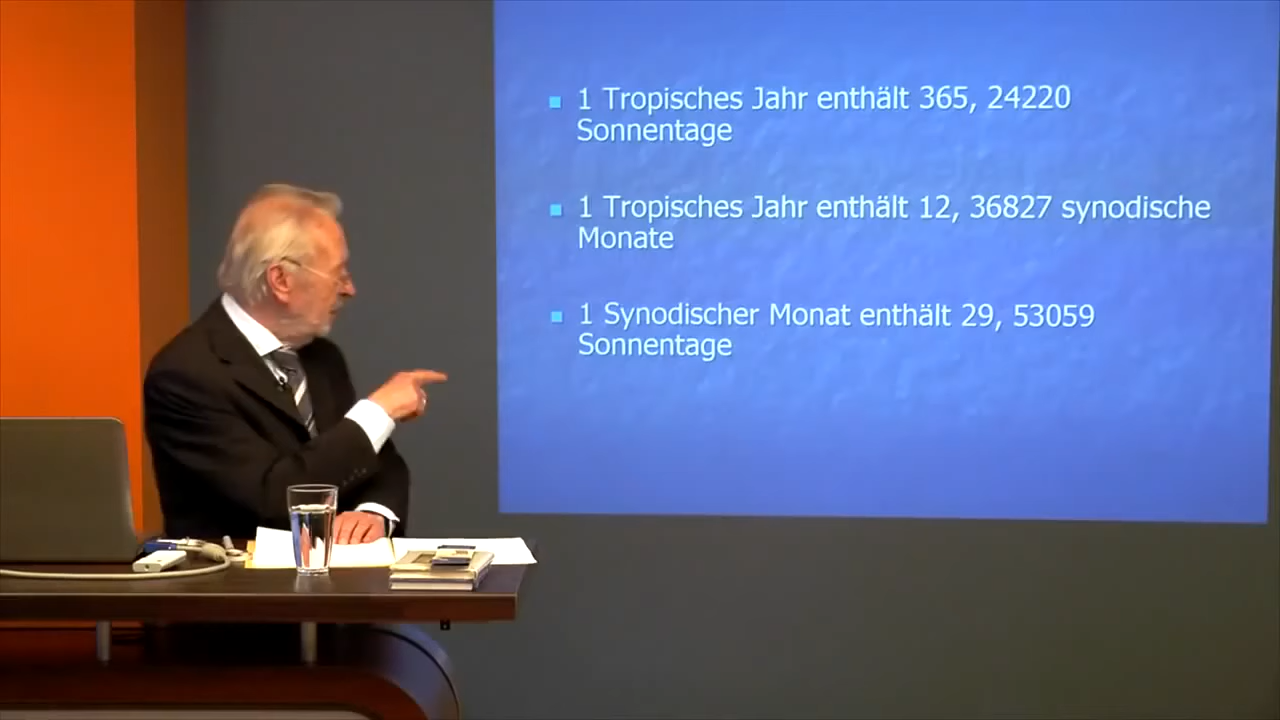 1 Tropisches Jahr enthält 365, 24220
Sonnentage
1 Tropisches Jahr enthält 12, 36827 synodische
Monate
1 Synodischer Monat enthält 29, 53059
Sonnentage